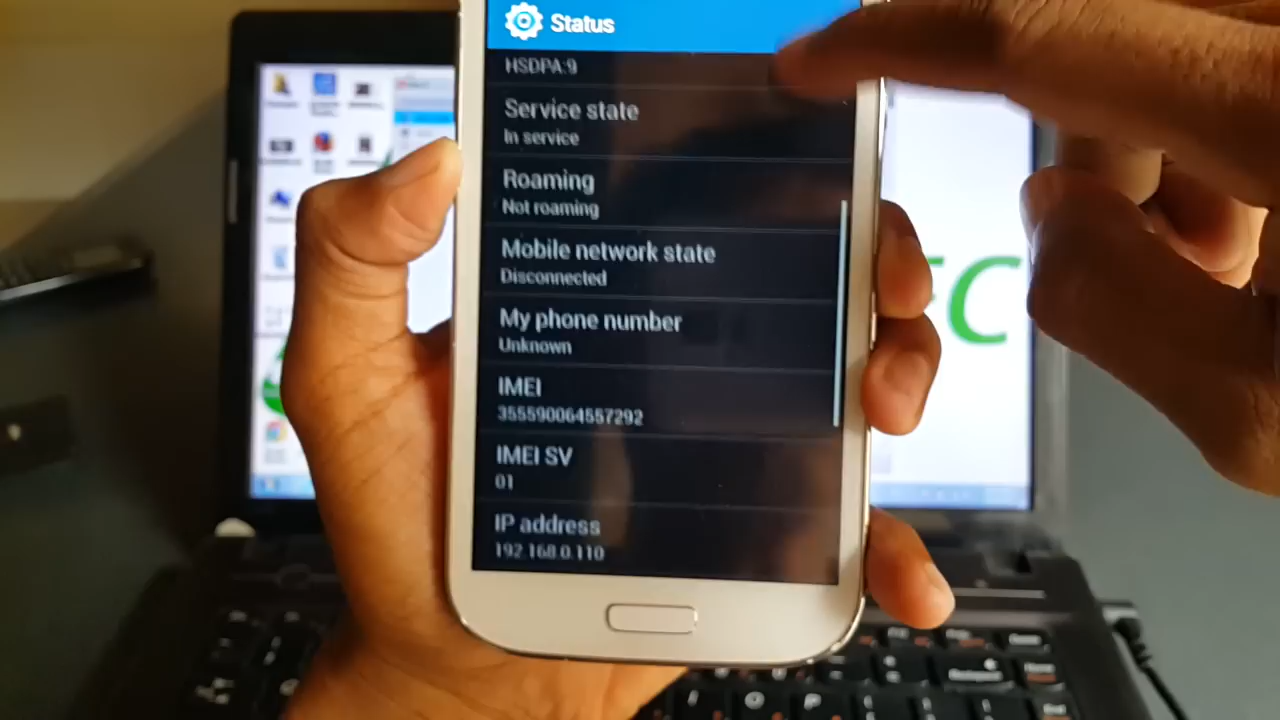 Status
HSDPA:9
Service state
In service
Roaming
Not roaming
Mobile network state
Disconnected
My phone number
Unknown
IMEI
355590064557292
IMEI SV
01
IP address
192.168.0.110
C